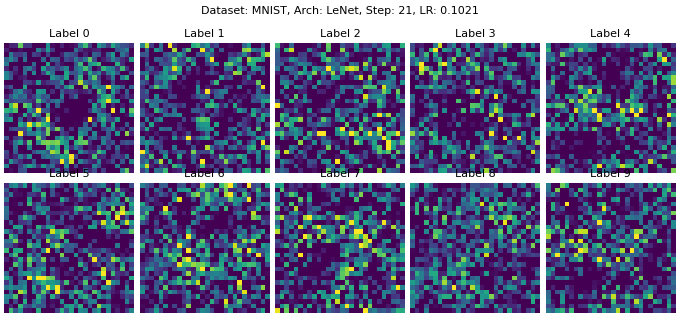 Dataset: MNIST, Arch: LeNet, Step: 21, LR: 0.1021
Label 0
Label 1
Label 2
Label 3
Label 4
Label 5
Label 6
Label 7
Label 8
Label 9